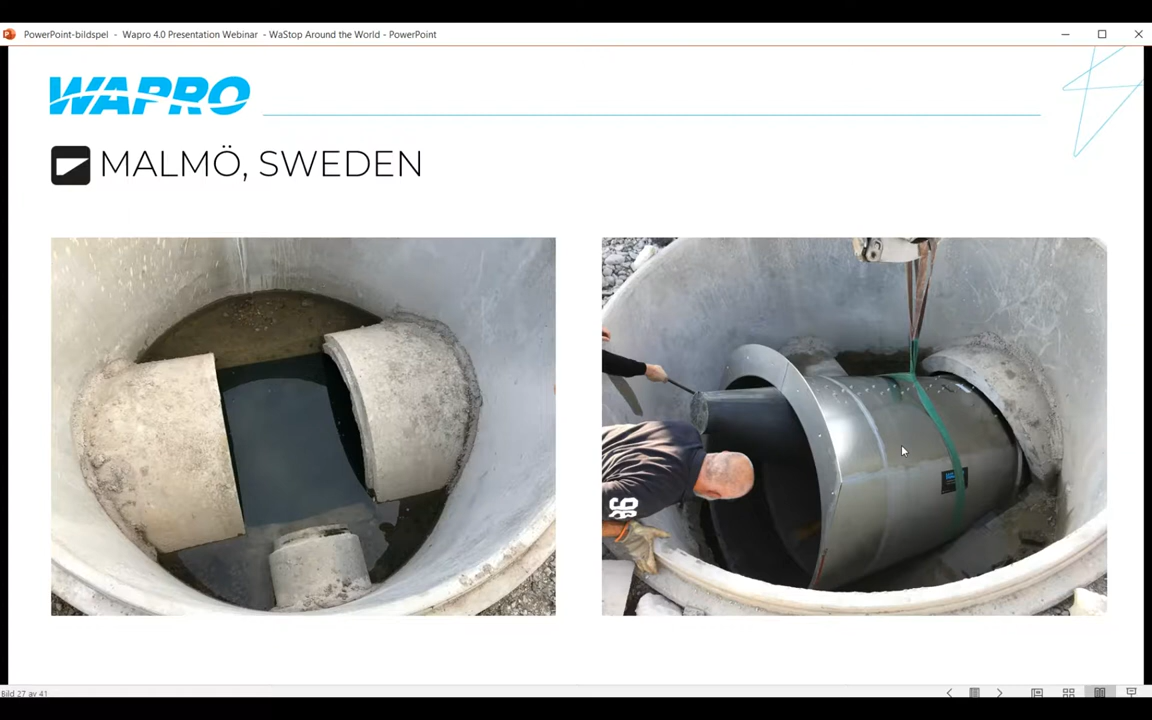 PowerPoint-bildspel - Wapro 4.0 Presentation Webinar - WaStop Around the World - PowerPoint
WAPRO
MALMÖ, SWEDEN
98
Bild 27 av 41